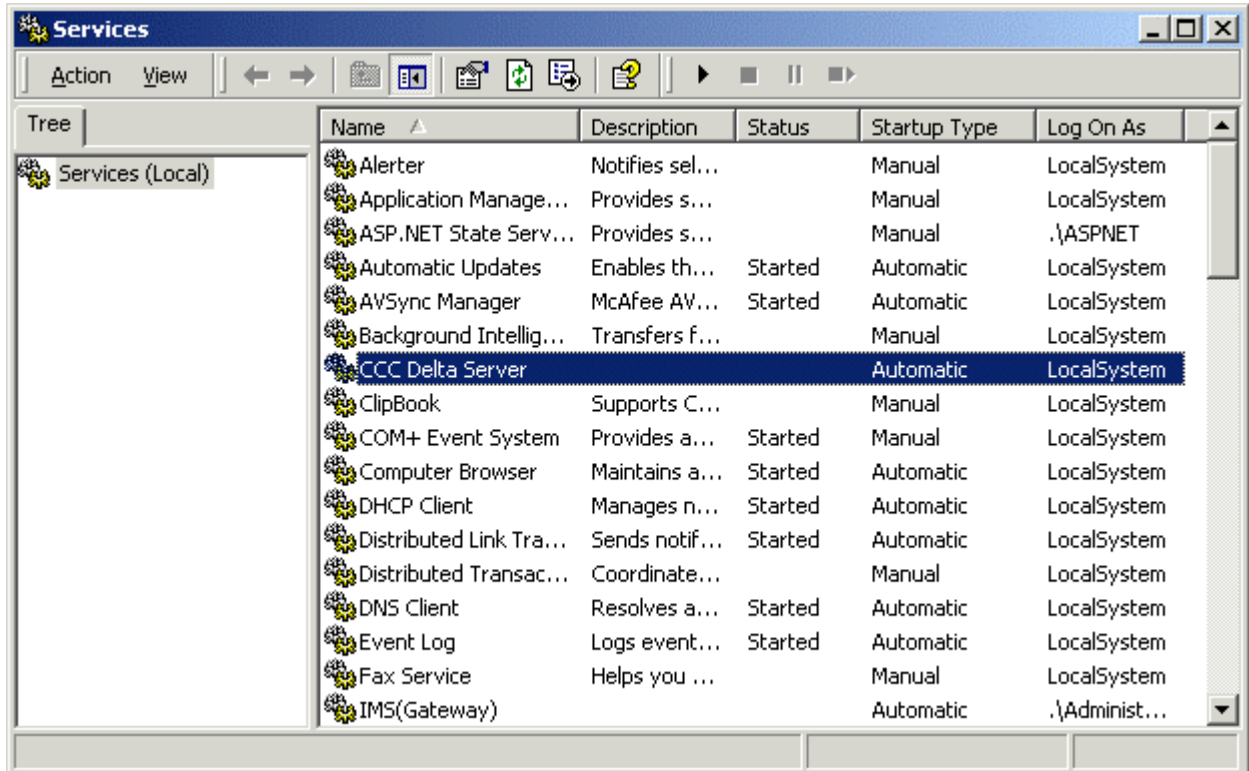 Services
Action View
Tree
Services (Local)
Name Description Status Startup Type Log On As
Alerter Notifies sel... Manual LocalSystem
Application Manage... Provides s... Manual LocalSystem
ASP.NET State Serv... Provides s... Manual .\ASPNET
Automatic Updates Enables th... Started Automatic LocalSystem
AVSync Manager McAfee AV... Started Automatic LocalSystem
Background Intellig... Transfers f... Manual LocalSystem
CCC Delta Server Automatic LocalSystem
ClipBook Supports C... Manual LocalSystem
COM+ Event System Provides a... Started Manual LocalSystem
Computer Browser Maintains a... Started Automatic LocalSystem
DHCP Client Manages n... Started Automatic LocalSystem
Distributed Link Tra... Sends notif... Started Automatic LocalSystem
Distributed Transac... Coordinate... Manual LocalSystem
DNS Client Resolves a... Started Automatic LocalSystem
Event Log Logs event... Started Automatic LocalSystem
Fax Service Helps you ... Manual LocalSystem
IMS(Gateway) Automatic .\Administ...